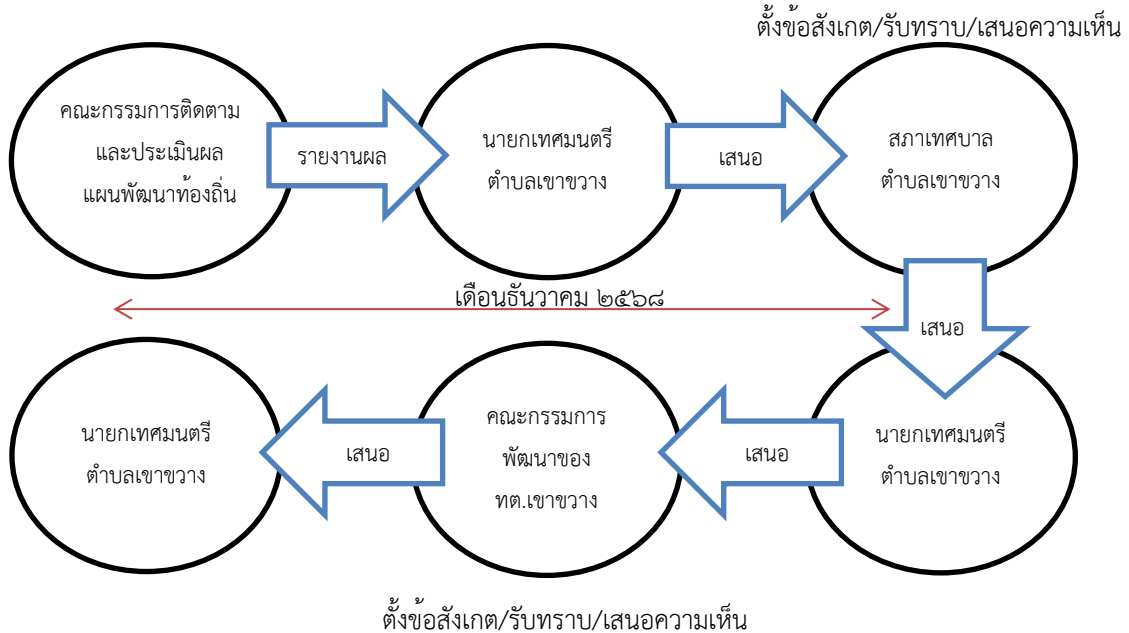 ตั้งข้อสังเกต/รับทราบ/เสนอความเห็น
คณะกรรมการติดตาม
และประเมินผล
แผนพัฒนาท้องถิ่น
รายงานผล
นายกเทศมนตรี
ตำบลเขาขวาง
เสนอ
สภาเทศบาล
ตำบลเขาขวาง
เดือนธันวาคม ๒๕๖๘
เสนอ
นายกเทศมนตรี
ตำบลเขาขวาง
เสนอ
คณะกรรมการ
พัฒนาของ
ทต.เขาขวาง
เสนอ
นายกเทศมนตรี
ตำบลเขาขวาง
ตั้งข้อสังเกต/รับทราบ/เสนอความเห็น